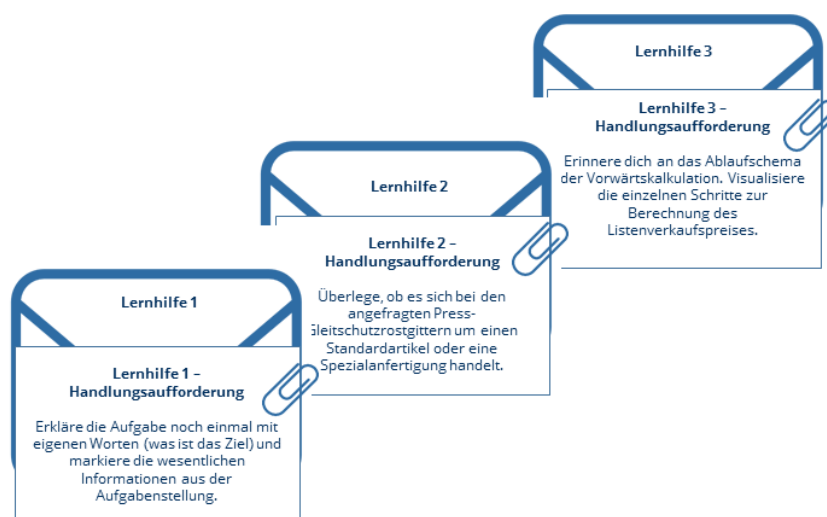 Lernhilfe 1
Lernhilfe 1 –
Handlungsaufforderung
Erkläre die Aufgabe noch einmal mit
eigenen Worten (was ist das Ziel) und
markiere die wesentlichen
Informationen aus der
Aufgabenstellung.
Lernhilfe 2
Lernhilfe 2 –
Handlungsaufforderung
Überlege, ob es sich bei den
angefragten Press-
Gleitschutzrostgittern um einen
Standardartikel oder eine
Spezialanfertigung handelt.
Lernhilfe 3
Lernhilfe 3 –
Handlungsaufforderung
Erinnere dich an das Ablaufschema
der Vorwärtskalkulation. Visualisiere
die einzelnen Schritte zur
Berechnung des
Listenverkaufspreises.